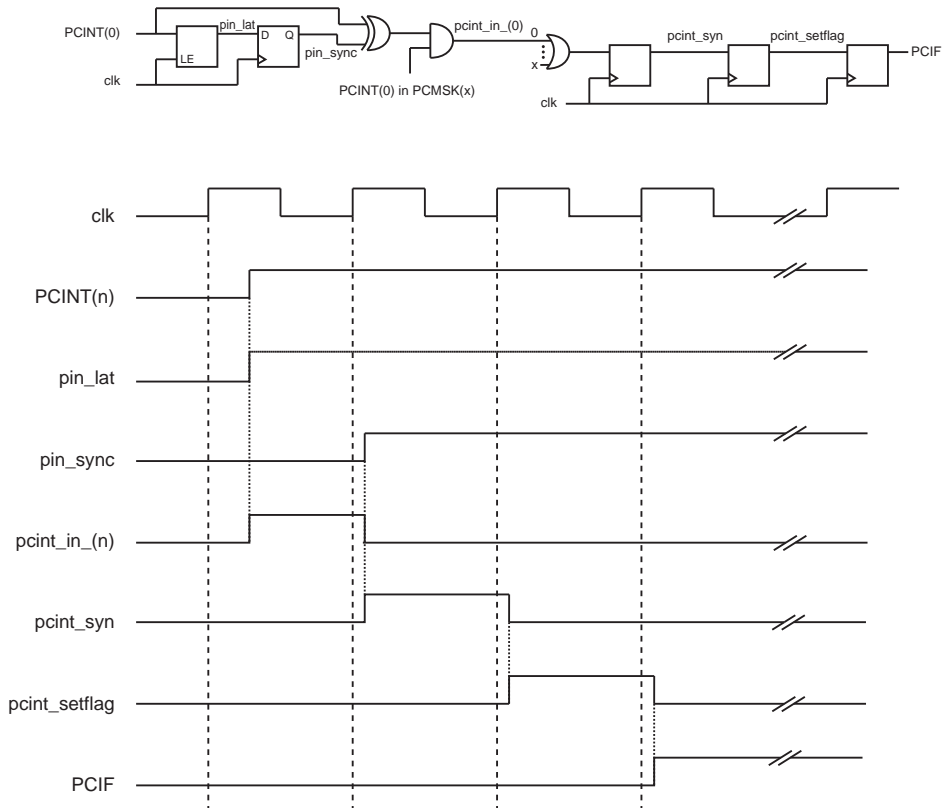 PCINT(0)
pin_lat
LE
D Q
pin_sync
clk
pcint_in_(0)
0
x
PCINT(0) in PCMSK(x)
clk
pcint_syn
pcint_setflag
PCIF
clk
PCINT(n)
pin_lat
pin_sync
pcint_in_(n)
pcint_syn
pcint_setflag
PCIF